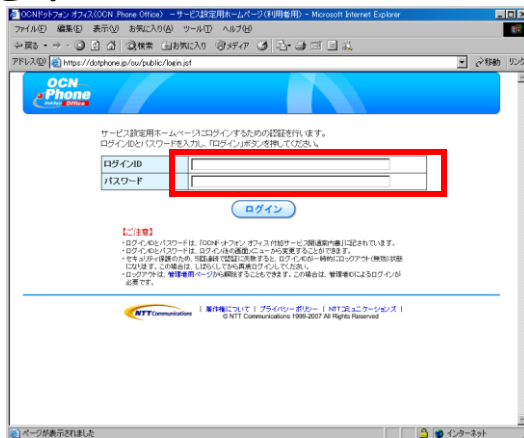 OCNドットフォン オフィス(OCN .Phone Office) －サービス設定用ホームページ(利用者用) - Microsoft Internet Explorer
ファイル(F) 編集(E) 表示(V) お気に入り(A) ツール(T) ヘルプ(H)
戻る 検索 お気に入り メディア
アドレス(D) https://dotphone.jp/ou/public/login.jsf 移動 リンク
OCN
.Phone
Office
サービス設定用ホームページにログインするための認証を行います。
ログインIDとパスワードを入力し、「ログイン」ボタンを押してください。
ログインID
パスワード
ログイン
【ご注意】
・ログインIDとパスワードは、「OCNドットフォン オフィス 付加サービス開通案内書」に記されています。
・ログインIDとパスワードは、ログイン後の画面メニューから変更することができます。
・セキュリティ保護のため、5回連続で認証に失敗すると、ログインIDが一時的にロックアウト(無効)状態
になります。この場合は、しばらくしてから再度ログインしてください。
・ロックアウトは、管理者用ページから解除することもできます。この場合は、管理者IDによるログインが
必要です。
NTT Communications | 著作権について | プライバシーポリシー | NTTコミュニケーションズ |
© NTT Communications 1999-2007 All Rights Reserved
ページが表示されました インターネット